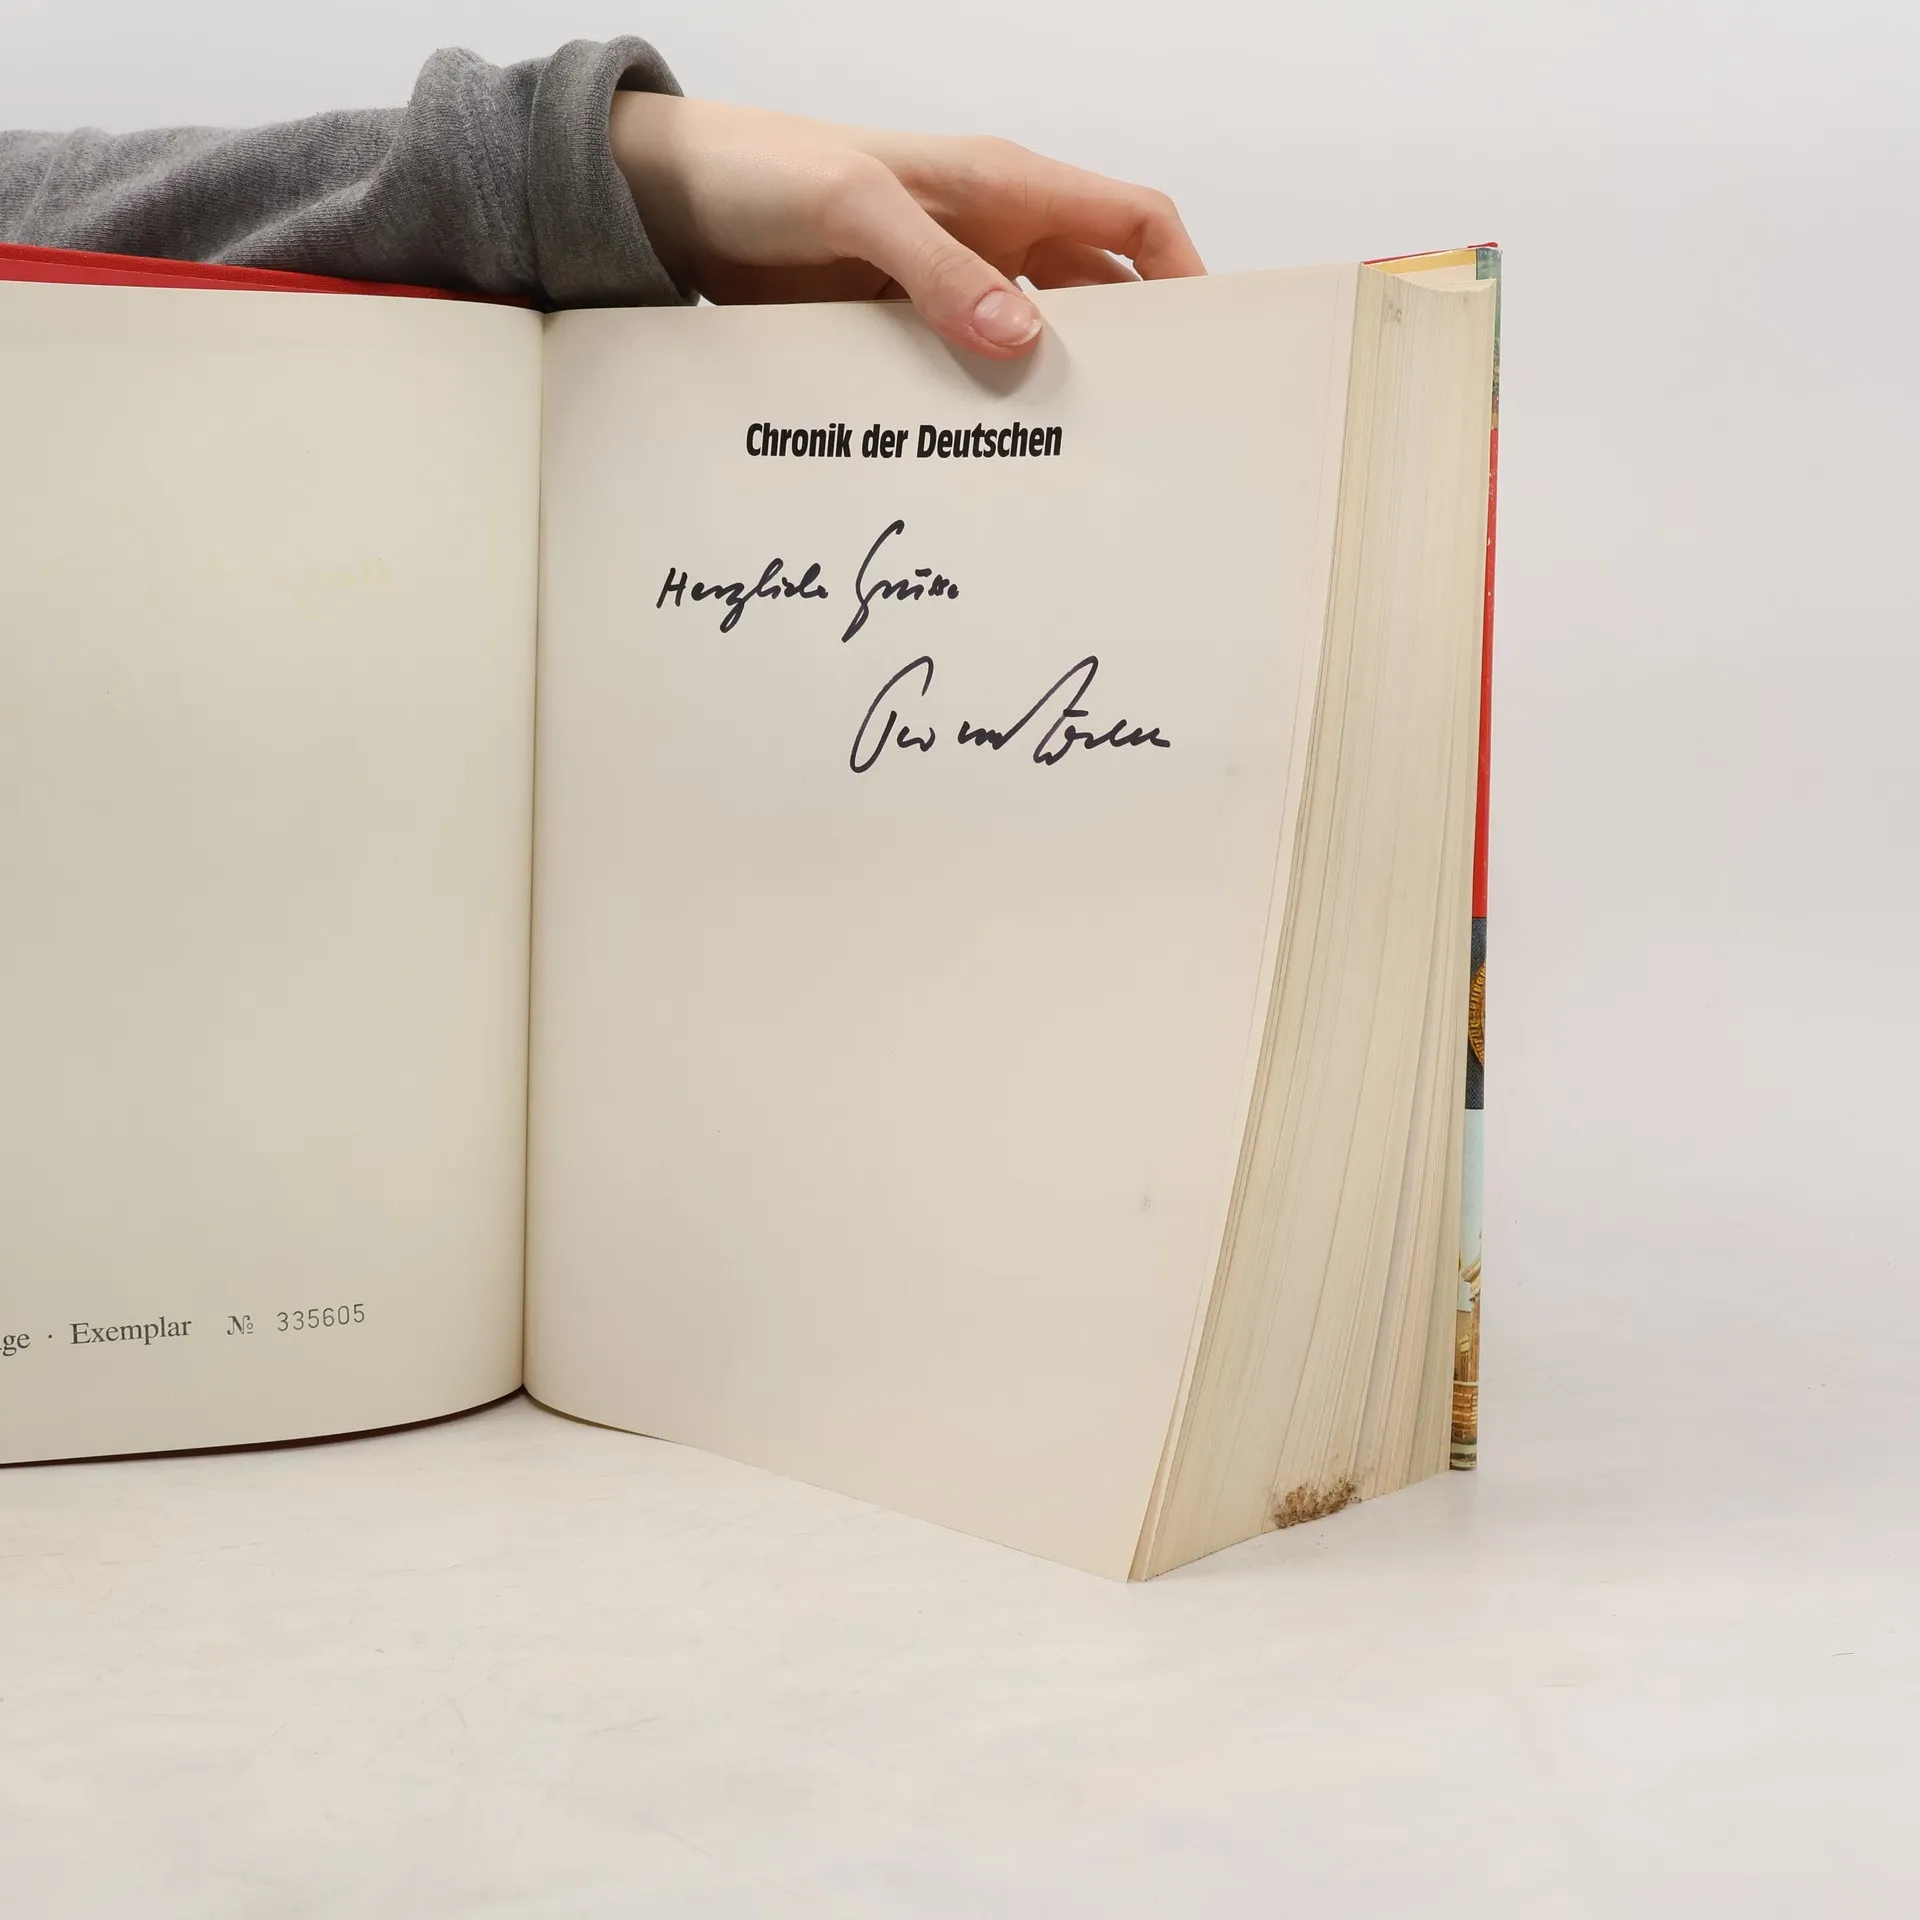 Chronik der Deutschen
Herzliche Grüsse
ge · Exemplar № 335605